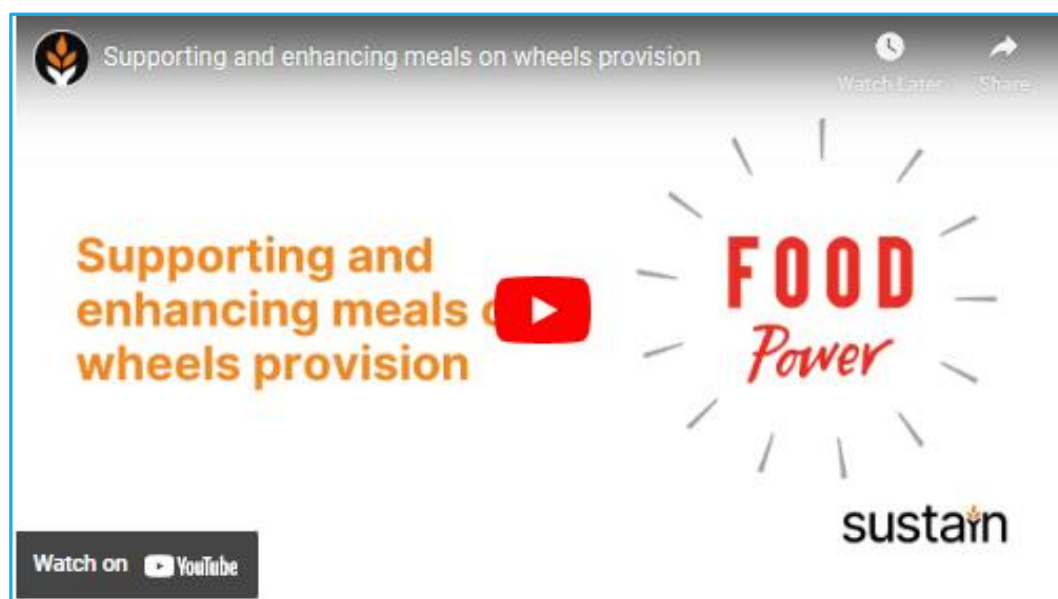 Supporting and enhancing meals on wheels provision
Watch Later
Share
Supporting and
enhancing meals o
wheels provision
FOOD
Power
sustain
Watch on YouTube